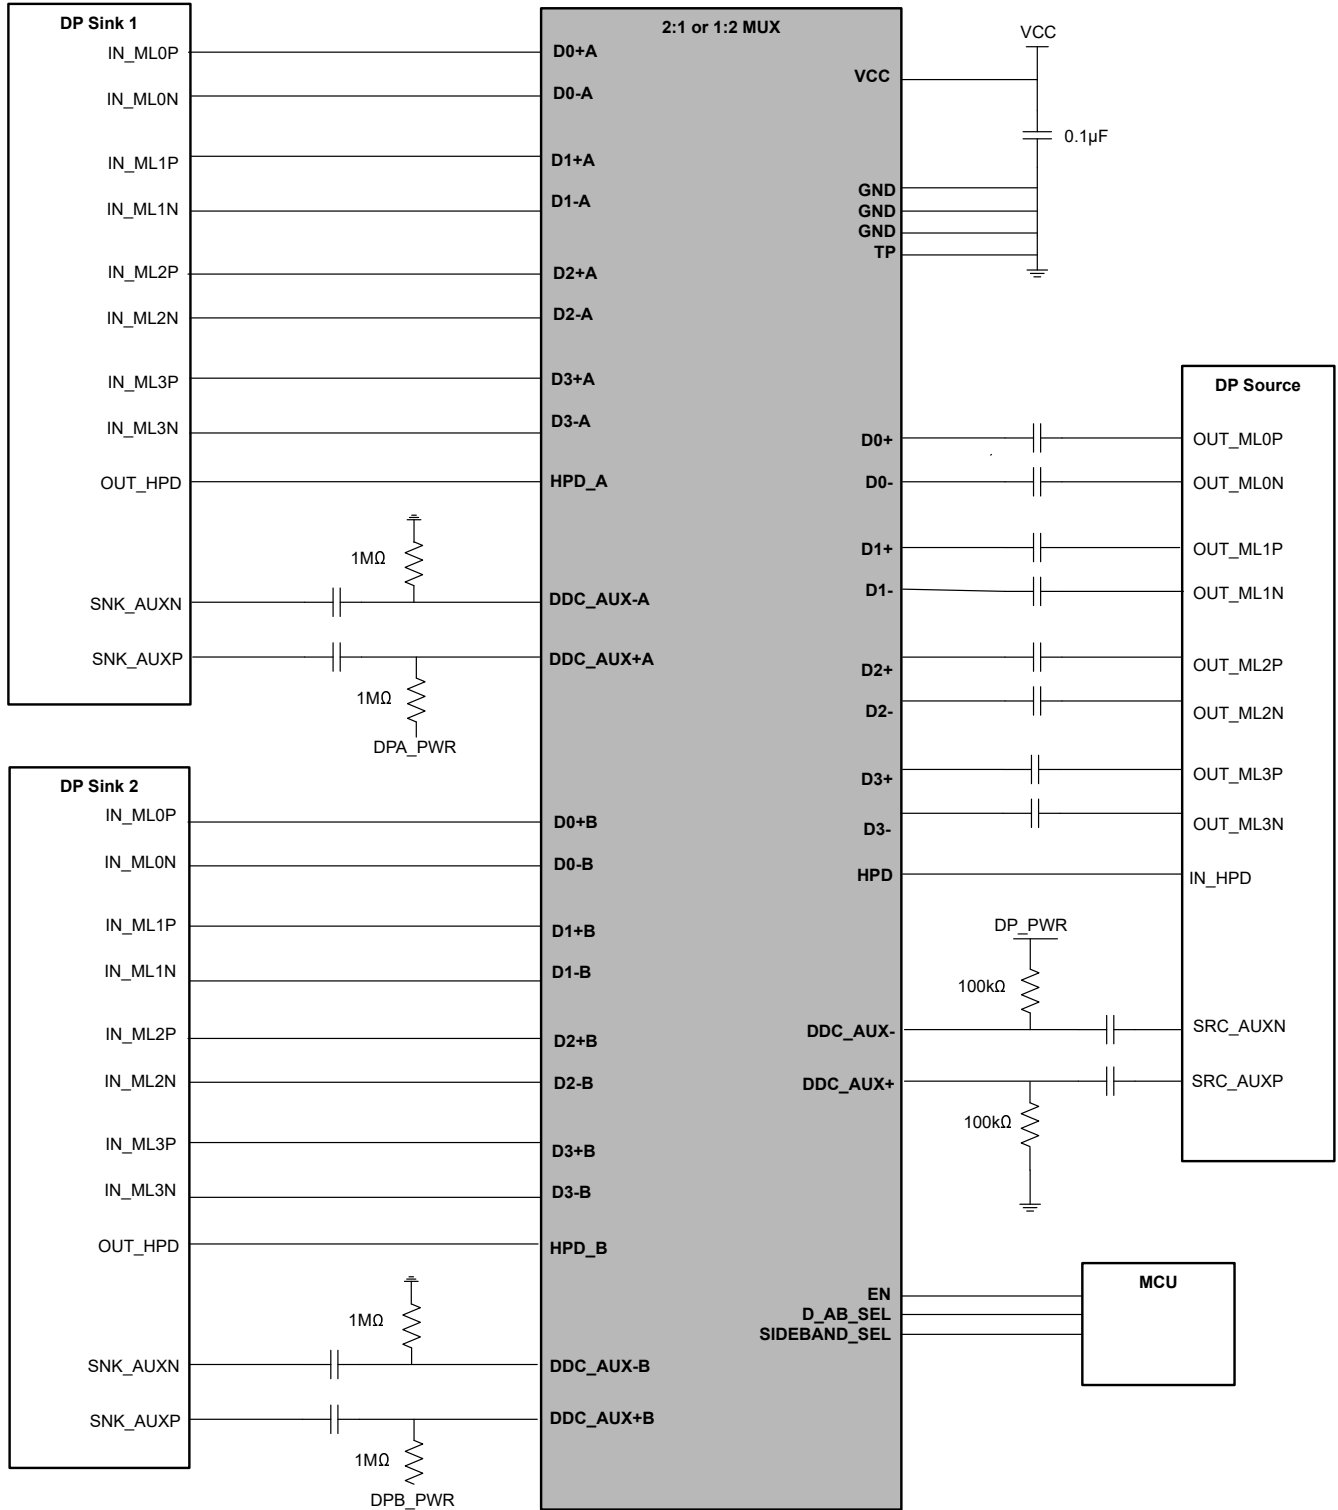 DP Sink 1
IN_ML0P
IN_ML0N
IN_ML1P
IN_ML1N
IN_ML2P
IN_ML2N
IN_ML3P
IN_ML3N
OUT_HPD
SNK_AUXN
SNK_AUXP
1MΩ
1MΩ
DPA_PWR
DP Sink 2
IN_ML0P
IN_ML0N
IN_ML1P
IN_ML1N
IN_ML2P
IN_ML2N
IN_ML3P
IN_ML3N
OUT_HPD
SNK_AUXN
SNK_AUXP
1MΩ
1MΩ
DPB_PWR
2:1 or 1:2 MUX
D0+A
D0-A
D1+A
D1-A
D2+A
D2-A
D3+A
D3-A
HPD_A
DDC_AUX-A
DDC_AUX+A
D0+B
D0-B
D1+B
D1-B
D2+B
D2-B
D3+B
D3-B
HPD_B
DDC_AUX-B
DDC_AUX+B
VCC
GND
GND
GND
TP
D0+
D0-
D1+
D1-
D2+
D2-
D3+
D3-
HPD
DDC_AUX-
DDC_AUX+
EN
D_AB_SEL
SIDEBAND_SEL
VCC
0.1µF
DP_PWR
100kΩ
100kΩ
DP Source
OUT_ML0P
OUT_ML0N
OUT_ML1P
OUT_ML1N
OUT_ML2P
OUT_ML2N
OUT_ML3P
OUT_ML3N
IN_HPD
SRC_AUXN
SRC_AUXP
MCU